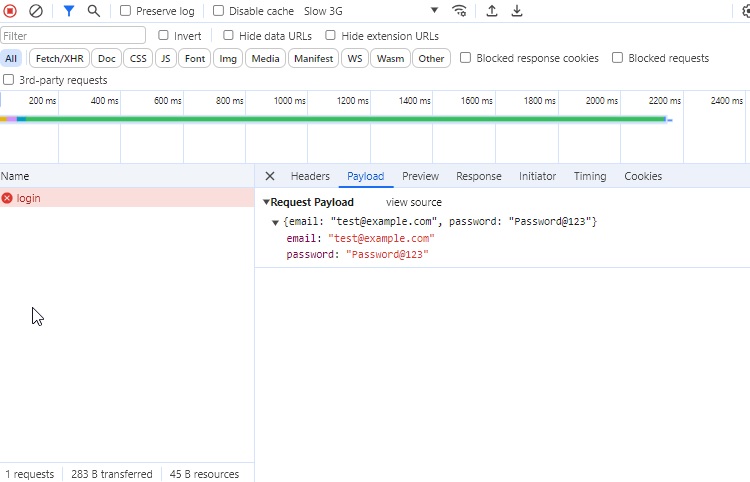 Preserve log Disable cache Slow 3G
Filter Invert Hide data URLs Hide extension URLs
All Fetch/XHR Doc CSS JS Font Img Media Manifest WS Wasm Other Blocked response cookies Blocked requests
3rd-party requests
200 ms 400 ms 600 ms 800 ms 1000 ms 1200 ms 1400 ms 1600 ms 1800 ms 2000 ms 2200 ms 2400 ms
Name Headers Payload Preview Response Initiator Timing Cookies
login
Request Payload view source
{email: "test@example.com", password: "Password@123"}
email: "test@example.com"
password: "Password@123"
1 requests 283 B transferred 45 B resources